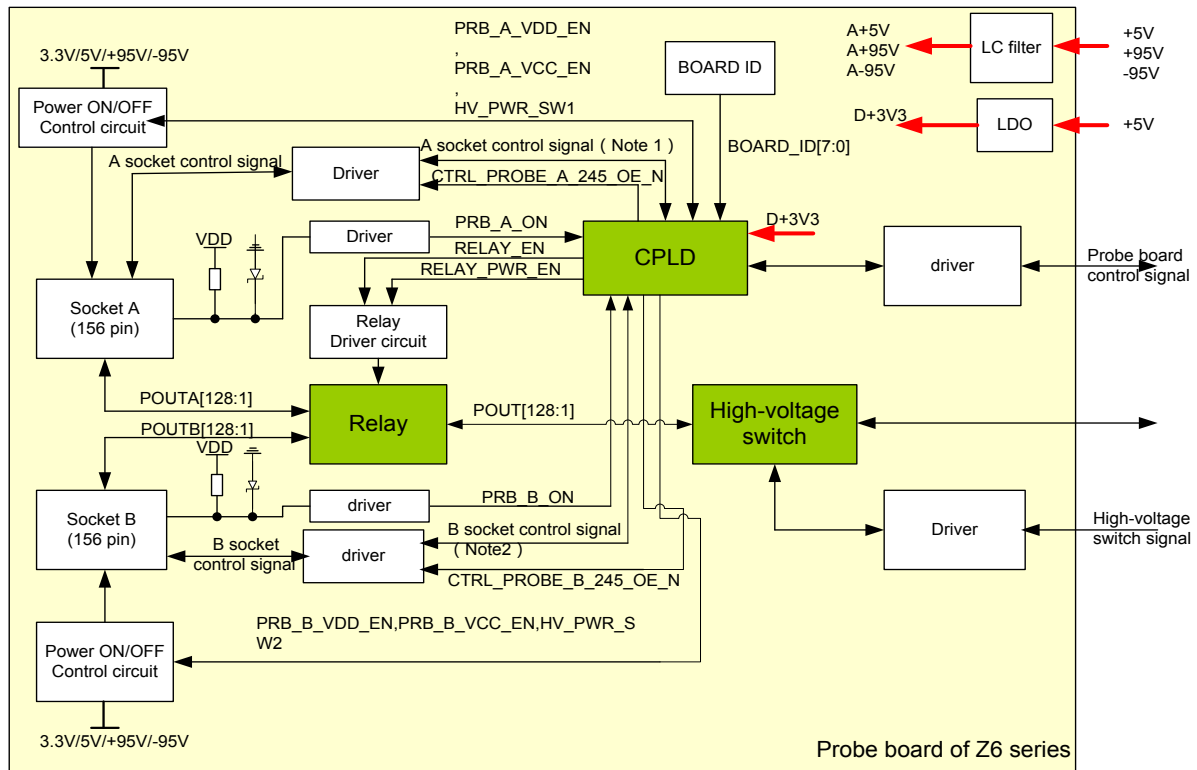 3.3V/5V/+95V/-95V
Power ON/OFF
Control circuit
PRB_A_VDD_EN
,
PRB_A_VCC_EN
,
HV_PWR_SW1
BOARD ID
BOARD_ID[7:0]
A+5V
A+95V
A-95V
LC filter
+5V
+95V
-95V
D+3V3
LDO
+5V
A socket control signal
Driver
A socket control signal ( Note 1 )
CTRL_PROBE_A_245_OE_N
VDD
Driver
PRB_A_ON
RELAY_EN
RELAY_PWR_EN
CPLD
D+3V3
driver
Probe board
control signal
Socket A
(156 pin)
Relay
Driver circuit
POUTA[128:1]
POUTB[128:1]
Relay
POUT[128:1]
High-voltage
switch
VDD
Socket B
(156 pin)
driver
PRB_B_ON
B socket
control signal
driver
B socket control signal
( Note2 )
CTRL_PROBE_B_245_OE_N
Driver
High-voltage
switch signal
Power ON/OFF
Control circuit
PRB_B_VDD_EN,PRB_B_VCC_EN,HV_PWR_S
W2
3.3V/5V/+95V/-95V
Probe board of Z6 series